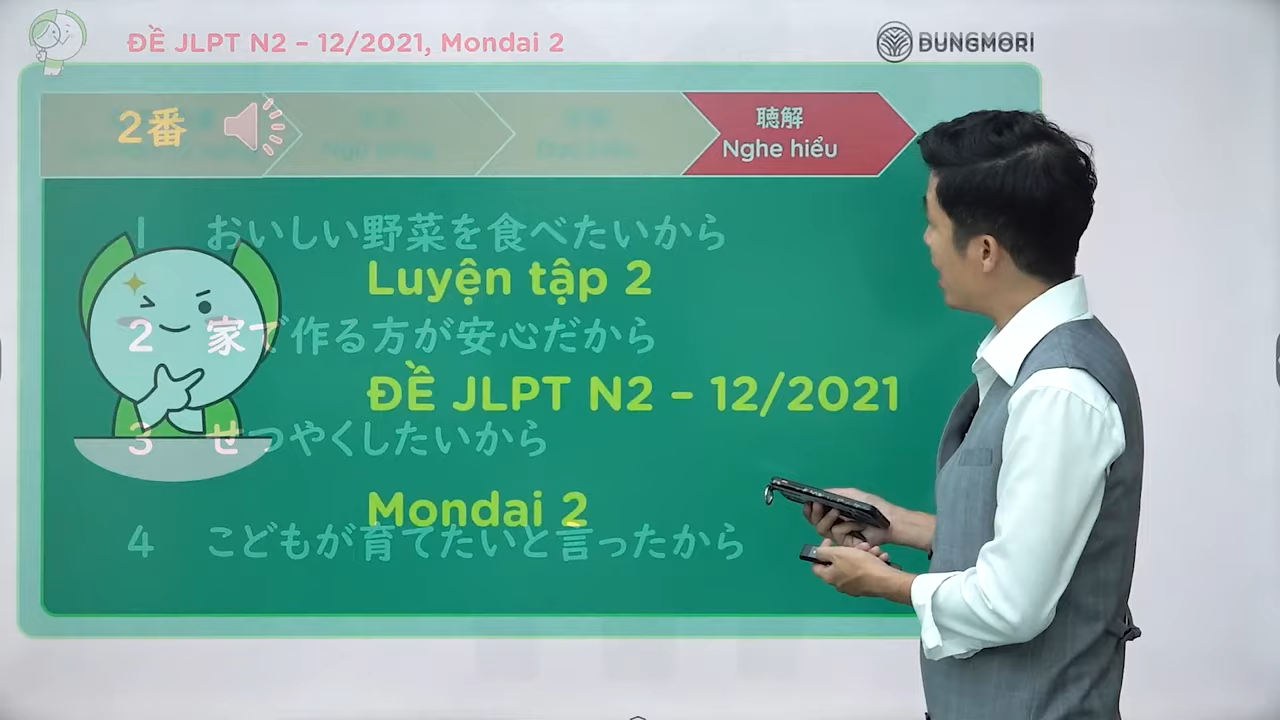 ĐỀ JLPT N2 – 12/2021, Mondai 2
DUNGMORI
2番
聴解
Nghe hiểu
1 おいしい野菜を食べたいから
Luyện tập 2
2 家で作る方が安心だから
ĐỀ JLPT N2 – 12/2021
3 せつやくしたいから
Mondai 2
4 こどもが育てたいと言ったから